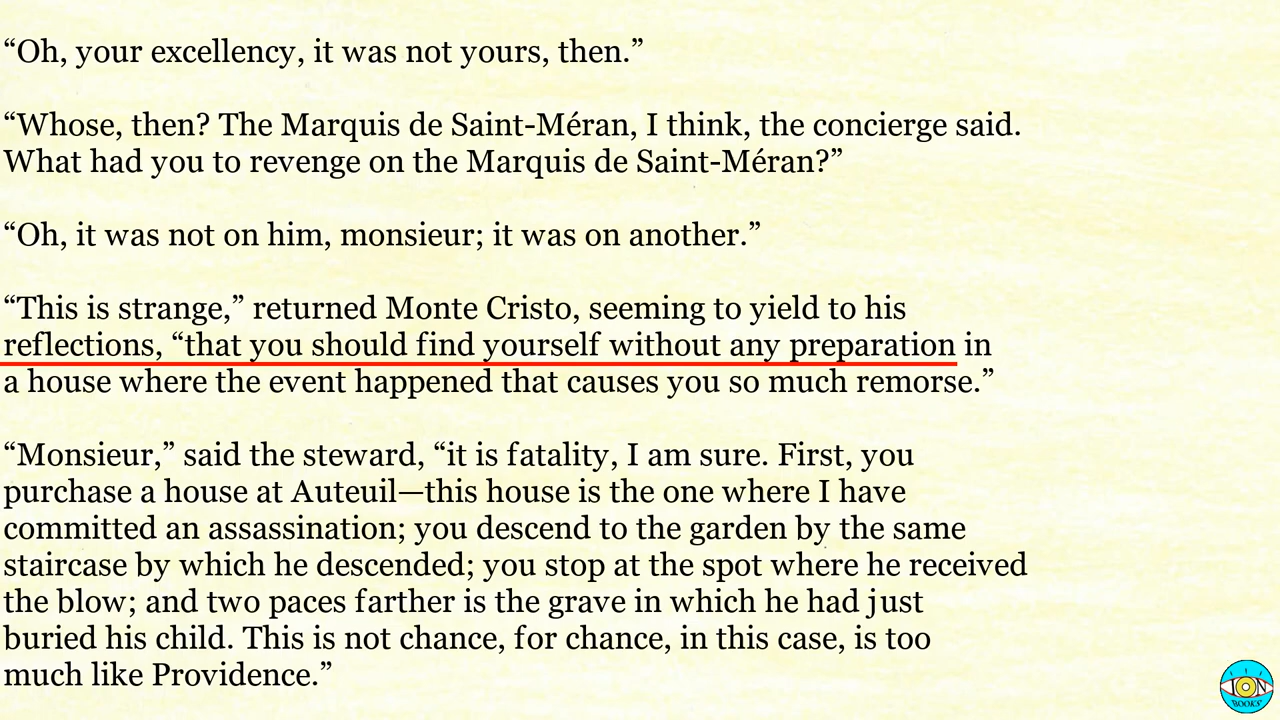 “Oh, your excellency, it was not yours, then.”
“Whose, then? The Marquis de Saint-Méran, I think, the concierge said.
What had you to revenge on the Marquis de Saint-Méran?”
“Oh, it was not on him, monsieur; it was on another.”
“This is strange,” returned Monte Cristo, seeming to yield to his
reflections, “that you should find yourself without any preparation in
a house where the event happened that causes you so much remorse.”
“Monsieur,” said the steward, “it is fatality, I am sure. First, you
purchase a house at Auteuil—this house is the one where I have
committed an assassination; you descend to the garden by the same
staircase by which he descended; you stop at the spot where he received
the blow; and two paces farther is the grave in which he had just
buried his child. This is not chance, for chance, in this case, is too
much like Providence.”
ION
BOOKS